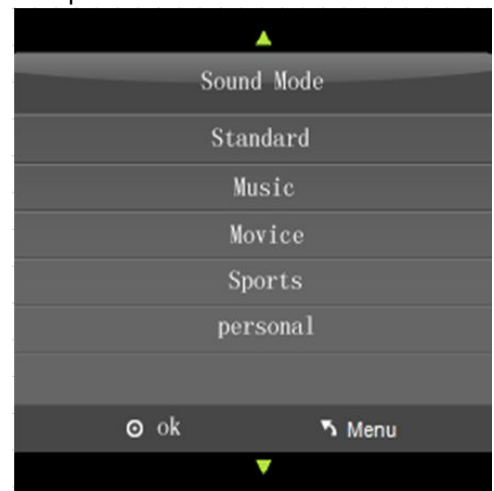 Sound Mode
Standard
Music
Movice
Sports
personal
ok Menu